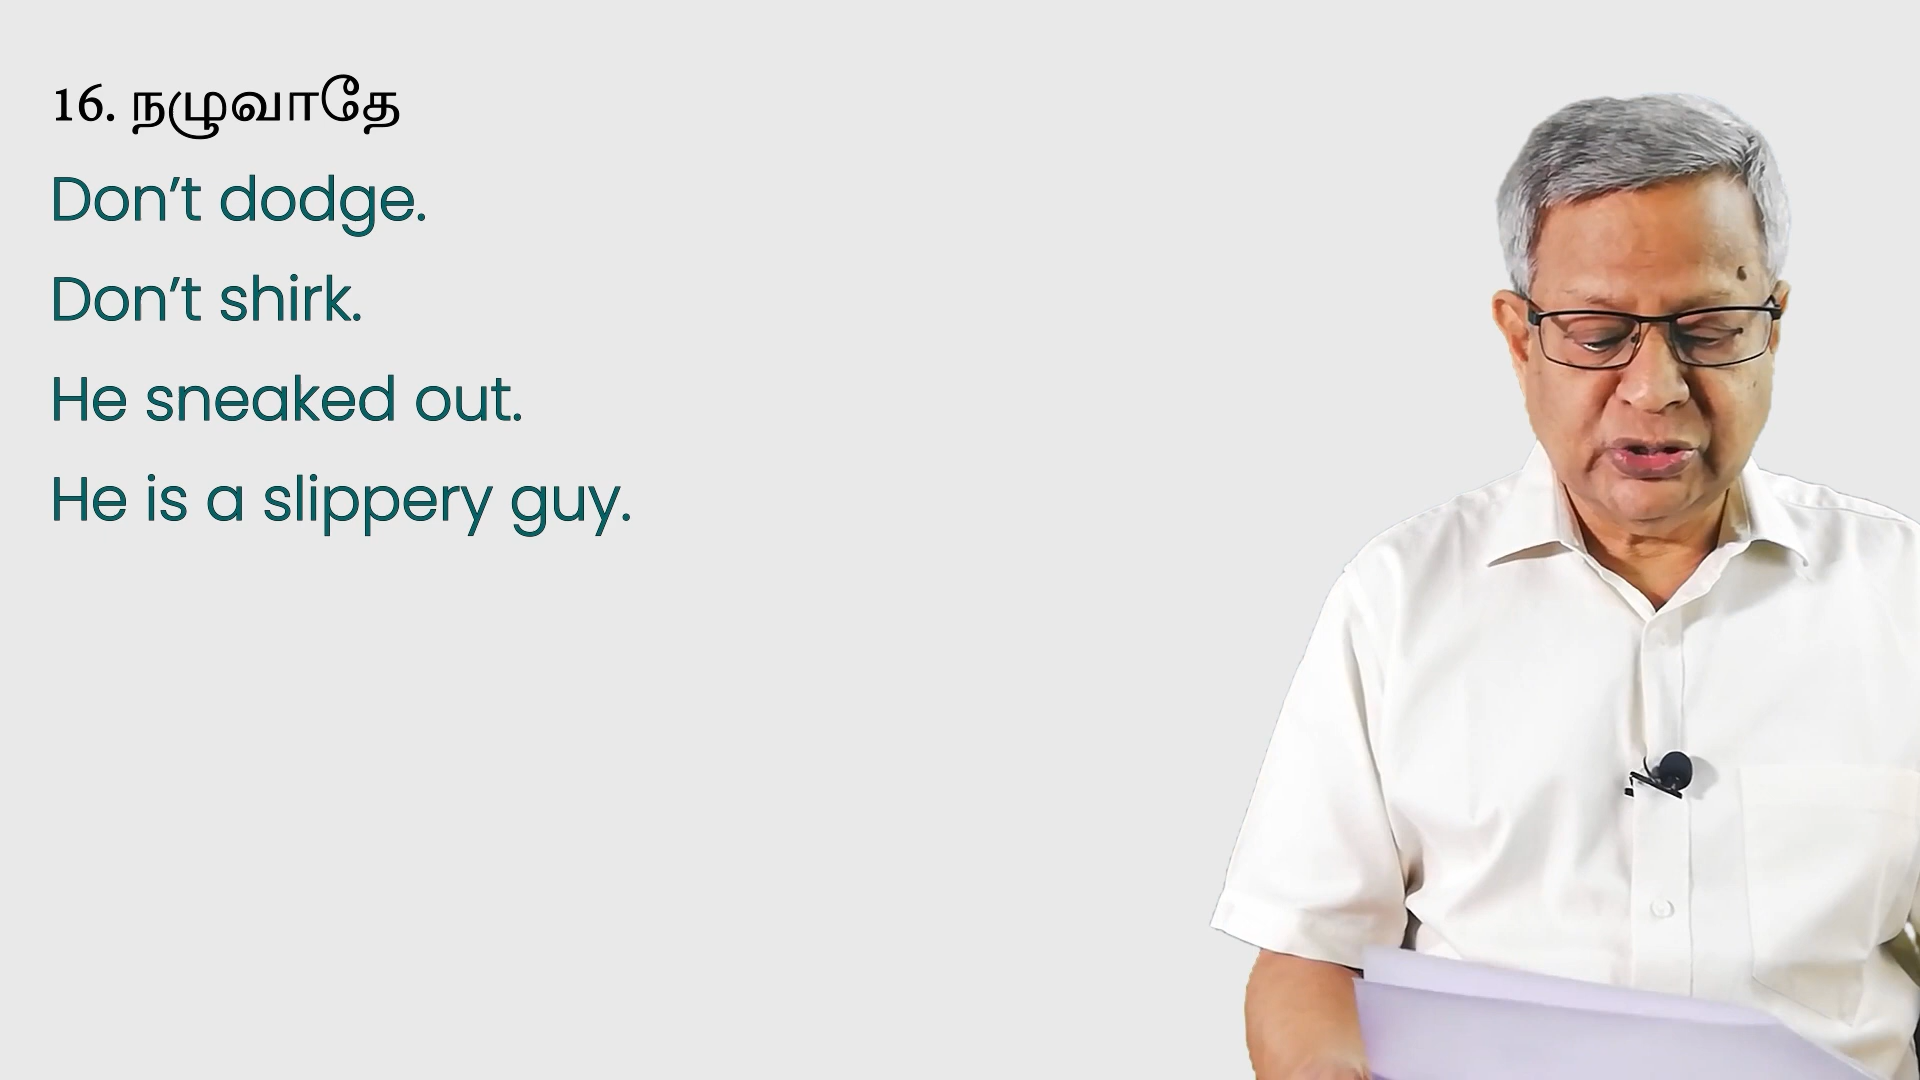 16. நழுவாதே
Don’t dodge.
Don’t shirk.
He sneaked out.
He is a slippery guy.